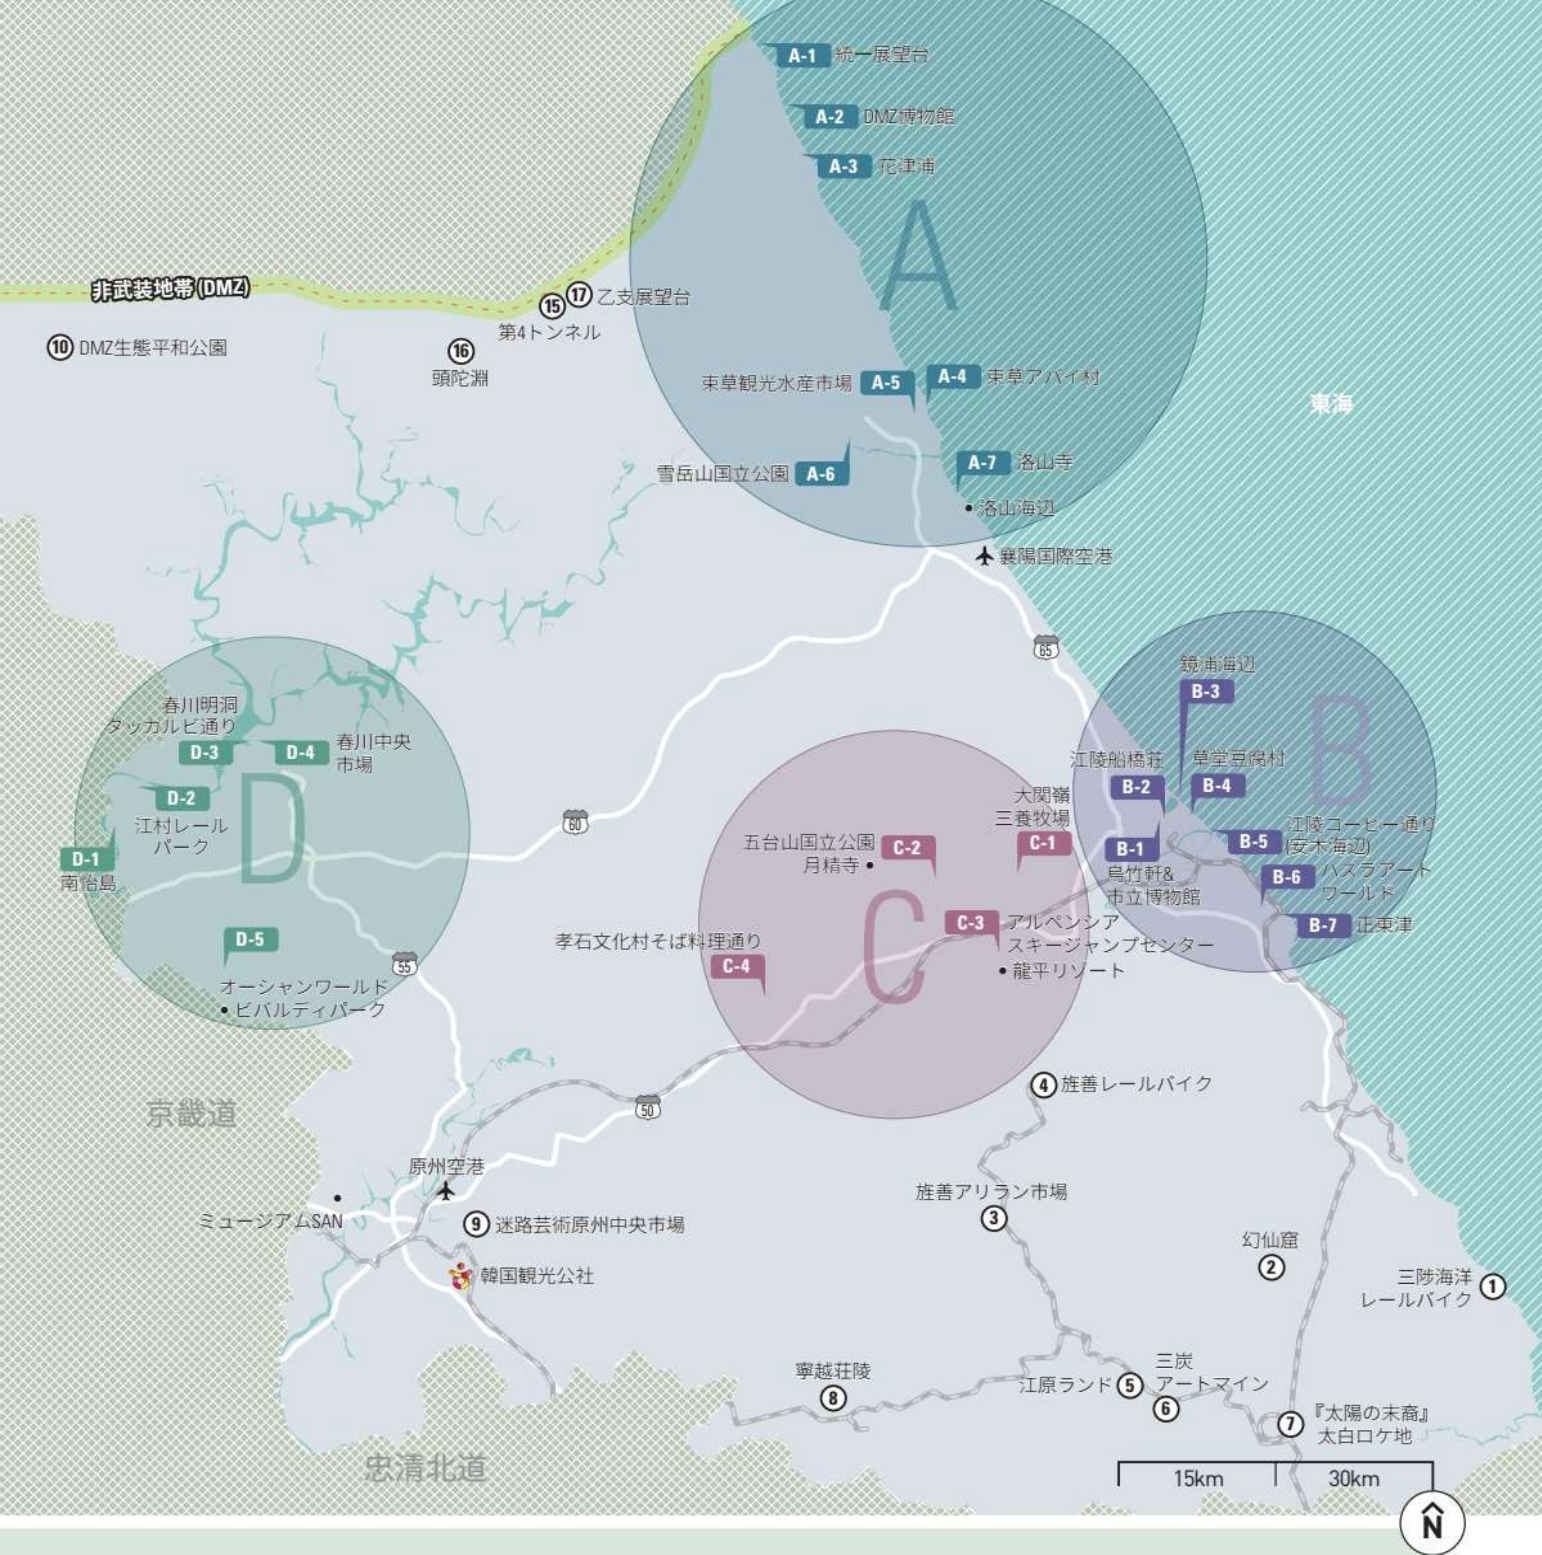 A-1 統一展望台
A-2 DMZ博物館
A-3 花津浦
A
非武装地帯 (DMZ)
⑰ 乙支展望台
⑮
第4トンネル
⑩ DMZ生態平和公園
⑯
頭陀淵
束草観光水産市場 A-5
A-4 束草アバイ村
東海
雪岳山国立公園 A-6
A-7 洛山寺
• 洛山海辺
襄陽国際空港
65
鏡浦海辺
B-3
B
春川明洞
タッカルビ通り
D-3
D-4 春川中央
市場
D-2
江村レール
パーク
D
D-1
南怡島
D-5
オーシャンワールド
• ビバルディパーク
60
55
江陵船橋荘
B-2
草堂豆腐村
B-4
大関嶺
三養牧場
C-1
五台山国立公園 C-2
月精寺 •
B-1
烏竹軒&
市立博物館
B-5 江陵コーヒー通り
(安木海辺)
B-6 ハスラアート
ワールド
B-7 正東津
C
C-3 アルペンシア
スキージャンプセンター
• 龍平リゾート
孝石文化村そば料理通り
C-4
京畿道
50
④ 旌善レールバイク
原州空港
ミュージアムSAN
⑨ 迷路芸術原州中央市場
韓国観光公社
旌善アリラン市場
③
幻仙窟
②
三陟海洋
レールバイク ①
寧越荘陵
⑧
江原ランド ⑤
三炭
アートマイン
⑥
⑦ 『太陽の末裔』
太白ロケ地
忠清北道
15km 30km
N